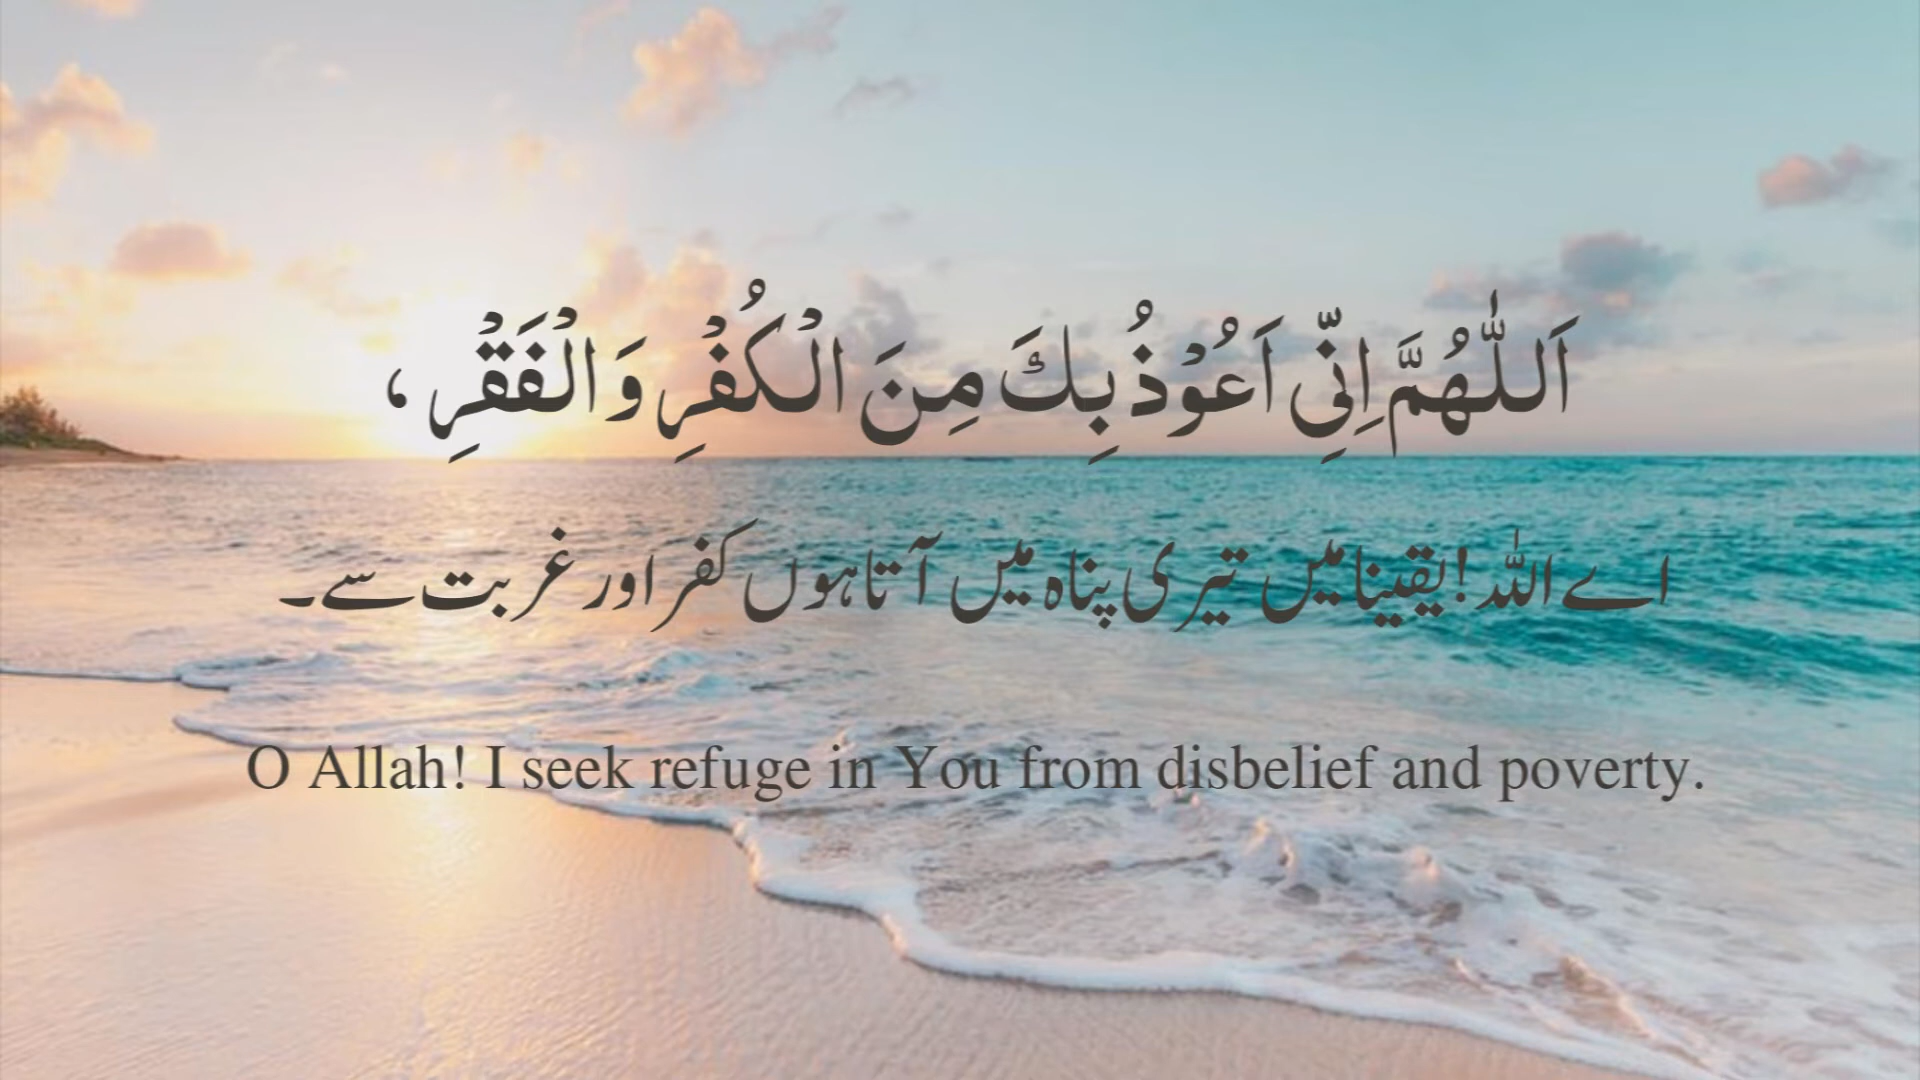 اَللّٰهُمَّ اِنِّی اَعُوْذُ بِكَ مِنَ الْكُفْرِ وَالْفَقْرِ ،
اے اللہ ! یقینا میں تیری پناہ میں آتا ہوں کفر اور غربت سے۔
O Allah! I seek refuge in You from disbelief and poverty.